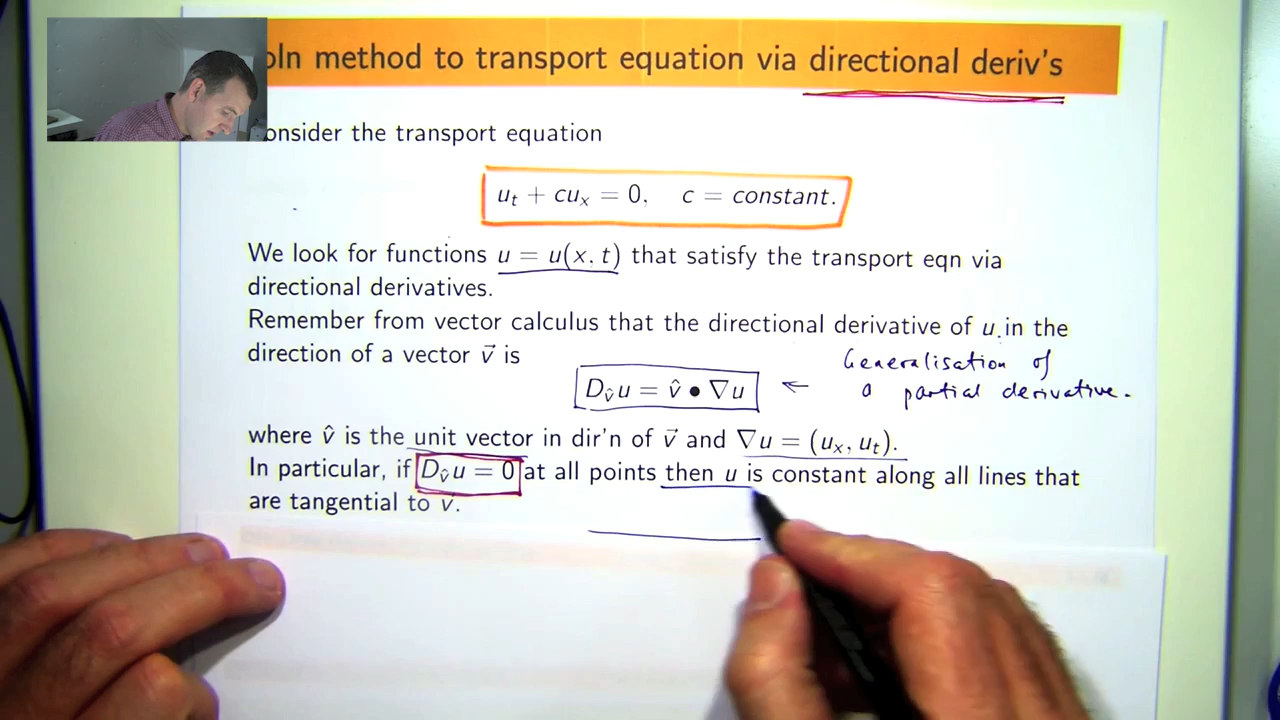 oln method to transport equation via directional deriv's
onsider the transport equation
u_t + cu_x = 0, c = constant.
We look for functions u = u(x, t) that satisfy the transport eqn via
directional derivatives.
Remember from vector calculus that the directional derivative of u in the
direction of a vector v⃗ is
D_v̂ u = v̂ • ∇u
← Generalisation of
a partial derivative.
where v̂ is the unit vector in dir'n of v⃗ and ∇u = (u_x, u_t).
In particular, if D_v̂ u = 0 at all points then u is constant along all lines that
are tangential to v⃗.